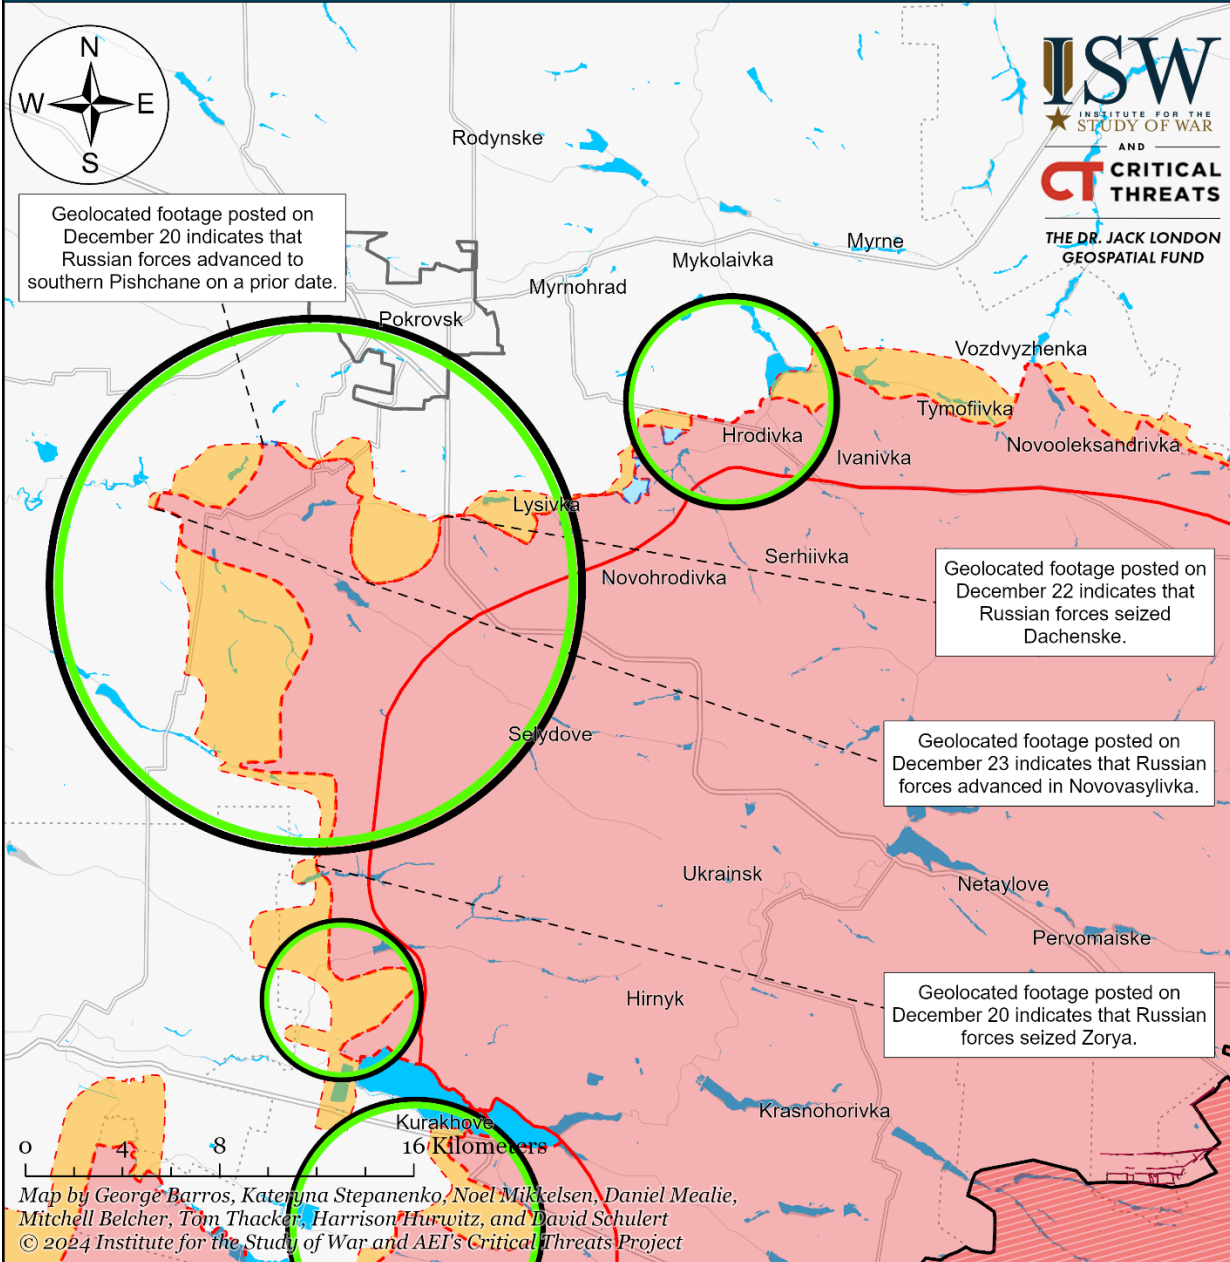 N
W E
S
ISW
INSTITUTE FOR THE
STUDY OF WAR
AND
CT CRITICAL
THREATS
THE DR. JACK LONDON
GEOSPATIAL FUND
Rodynske
Geolocated footage posted on
December 20 indicates that
Russian forces advanced to
southern Pishchane on a prior date.
Myrne
Mykolaivka
Myrnohrad
Pokrovsk
Vozdvyzhenka
Tymofiivka
Hrodivka
Novooleksandrivka
Ivanivka
Lysivka
Serhiivka
Novohrodivka
Geolocated footage posted on
December 22 indicates that
Russian forces seized
Dachenske.
Selydove
Geolocated footage posted on
December 23 indicates that Russian
forces advanced in Novovasylivka.
Ukrainsk
Netaylove
Pervomaiske
Hirnyk
Geolocated footage posted on
December 20 indicates that Russian
forces seized Zorya.
Krasnohorivka
Kurakhove
0 4 8 16 Kilometers
Map by George Barros, Kateryna Stepanenko, Noel Mikkelsen, Daniel Mealie,
Mitchell Belcher, Tom Thacker, Harrison Hurwitz, and David Schulert
© 2024 Institute for the Study of War and AEI's Critical Threats Project